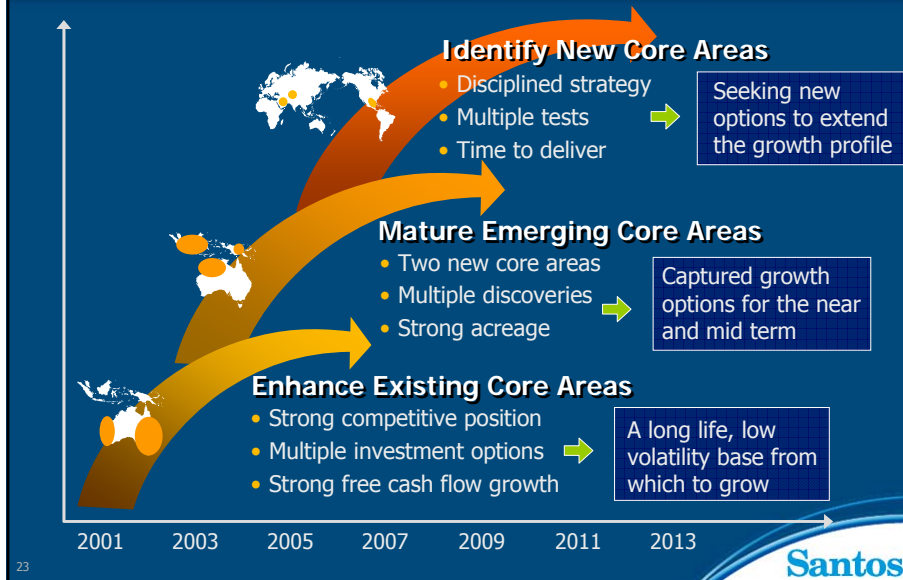 Identify New Core Areas
• Disciplined strategy
• Multiple tests
• Time to deliver
Seeking new
options to extend
the growth profile
Mature Emerging Core Areas
• Two new core areas
• Multiple discoveries
• Strong acreage
Captured growth
options for the near
and mid term
Enhance Existing Core Areas
• Strong competitive position
• Multiple investment options
• Strong free cash flow growth
A long life, low
volatility base from
which to grow
2001 2003 2005 2007 2009 2011 2013
23
Santos